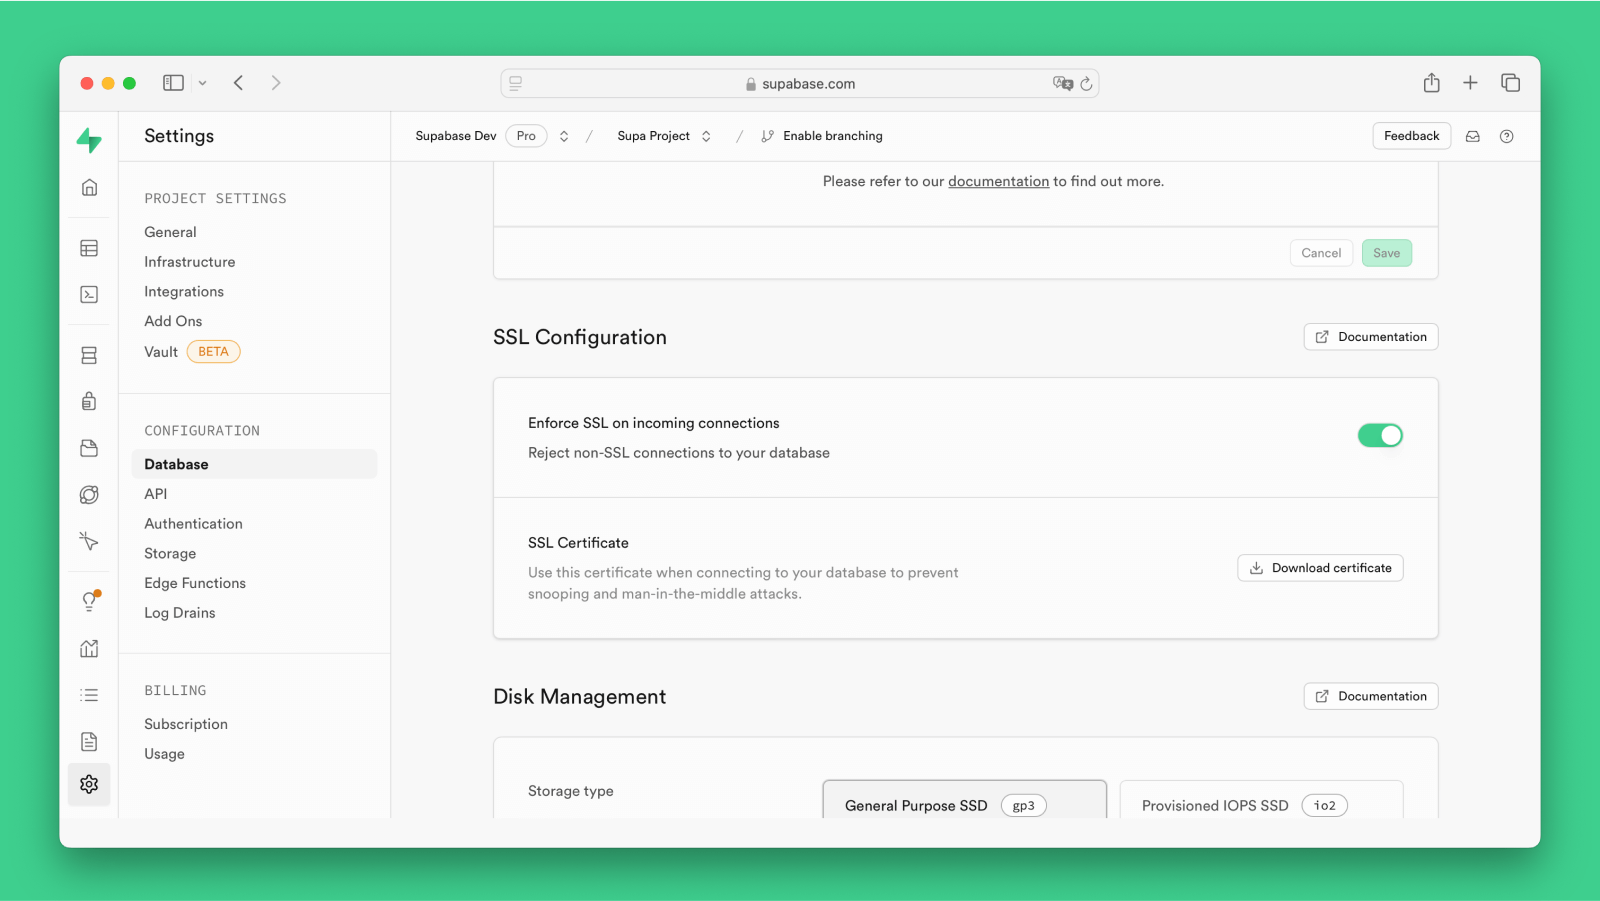 supabase.com
Settings
Supabase Dev Pro / Supa Project / Enable branching
Feedback
PROJECT SETTINGS
General
Infrastructure
Integrations
Add Ons
Vault BETA
CONFIGURATION
Database
API
Authentication
Storage
Edge Functions
Log Drains
BILLING
Subscription
Usage
Please refer to our documentation to find out more.
Cancel Save
SSL Configuration
Documentation
Enforce SSL on incoming connections
Reject non-SSL connections to your database
SSL Certificate
Use this certificate when connecting to your database to prevent
snooping and man-in-the-middle attacks.
Download certificate
Disk Management
Documentation
Storage type
General Purpose SSD gp3
Provisioned IOPS SSD io2